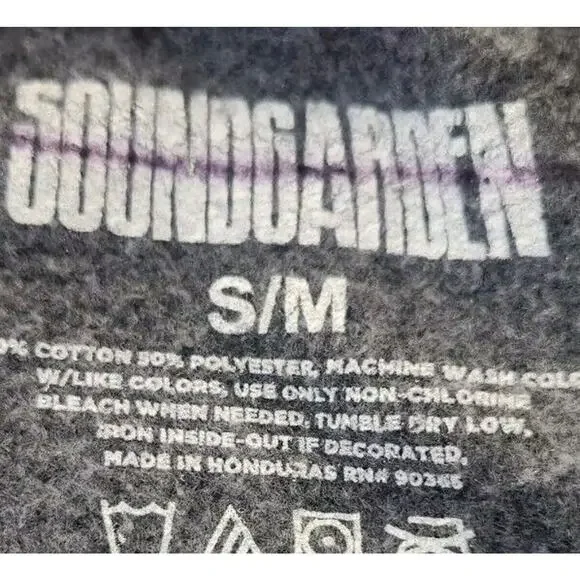 SOUNDGARDEN
S/M
0% COTTON 50% POLYESTER, MACHINE WASH COLD
W/LIKE COLORS, USE ONLY NON-CHLORINE
BLEACH WHEN NEEDED, TUMBLE DRY LOW,
IRON INSIDE-OUT IF DECORATED.
MADE IN HONDURAS RN# 90365